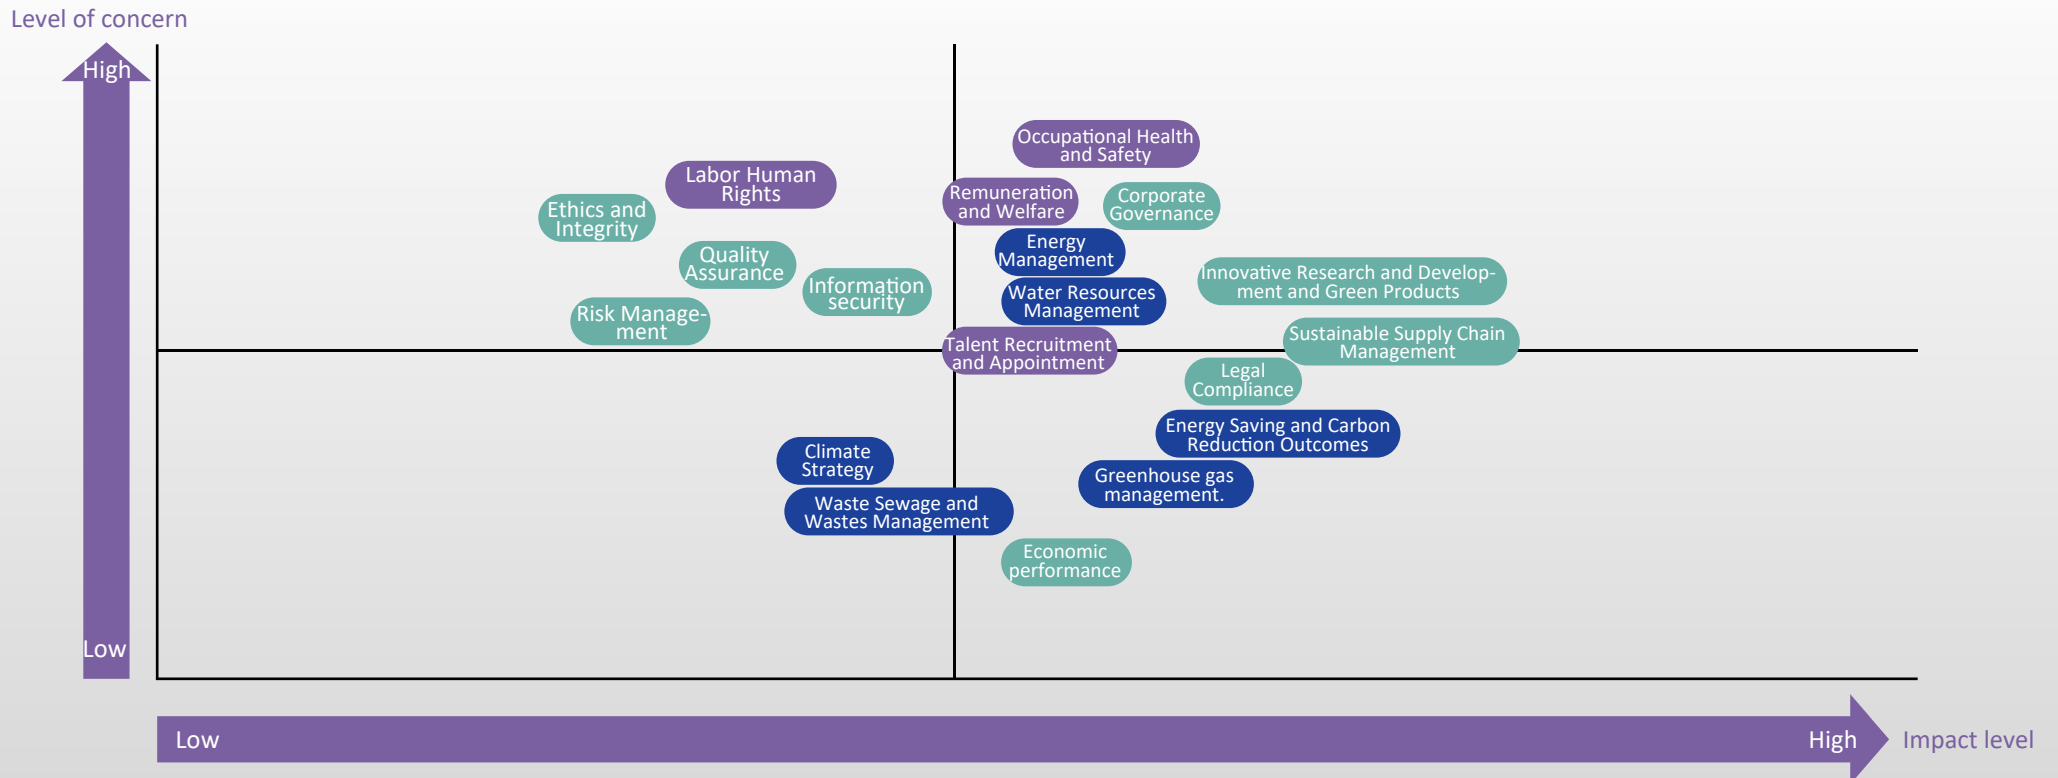 Level of concern
High
Occupational Health
and Safety
Labor Human
Rights
Remuneration
and Welfare
Corporate
Governance
Ethics and
Integrity
Energy
Management
Quality
Assurance
Innovative Research and Develop-
ment and Green Products
Information
security
Water Resources
Management
Risk Manage-
ment
Sustainable Supply Chain
Management
Talent Recruitment
and Appointment
Legal
Compliance
Energy Saving and Carbon
Reduction Outcomes
Climate
Strategy
Greenhouse gas
management.
Waste Sewage and
Wastes Management
Economic
performance
Low
Low
High
Impact level